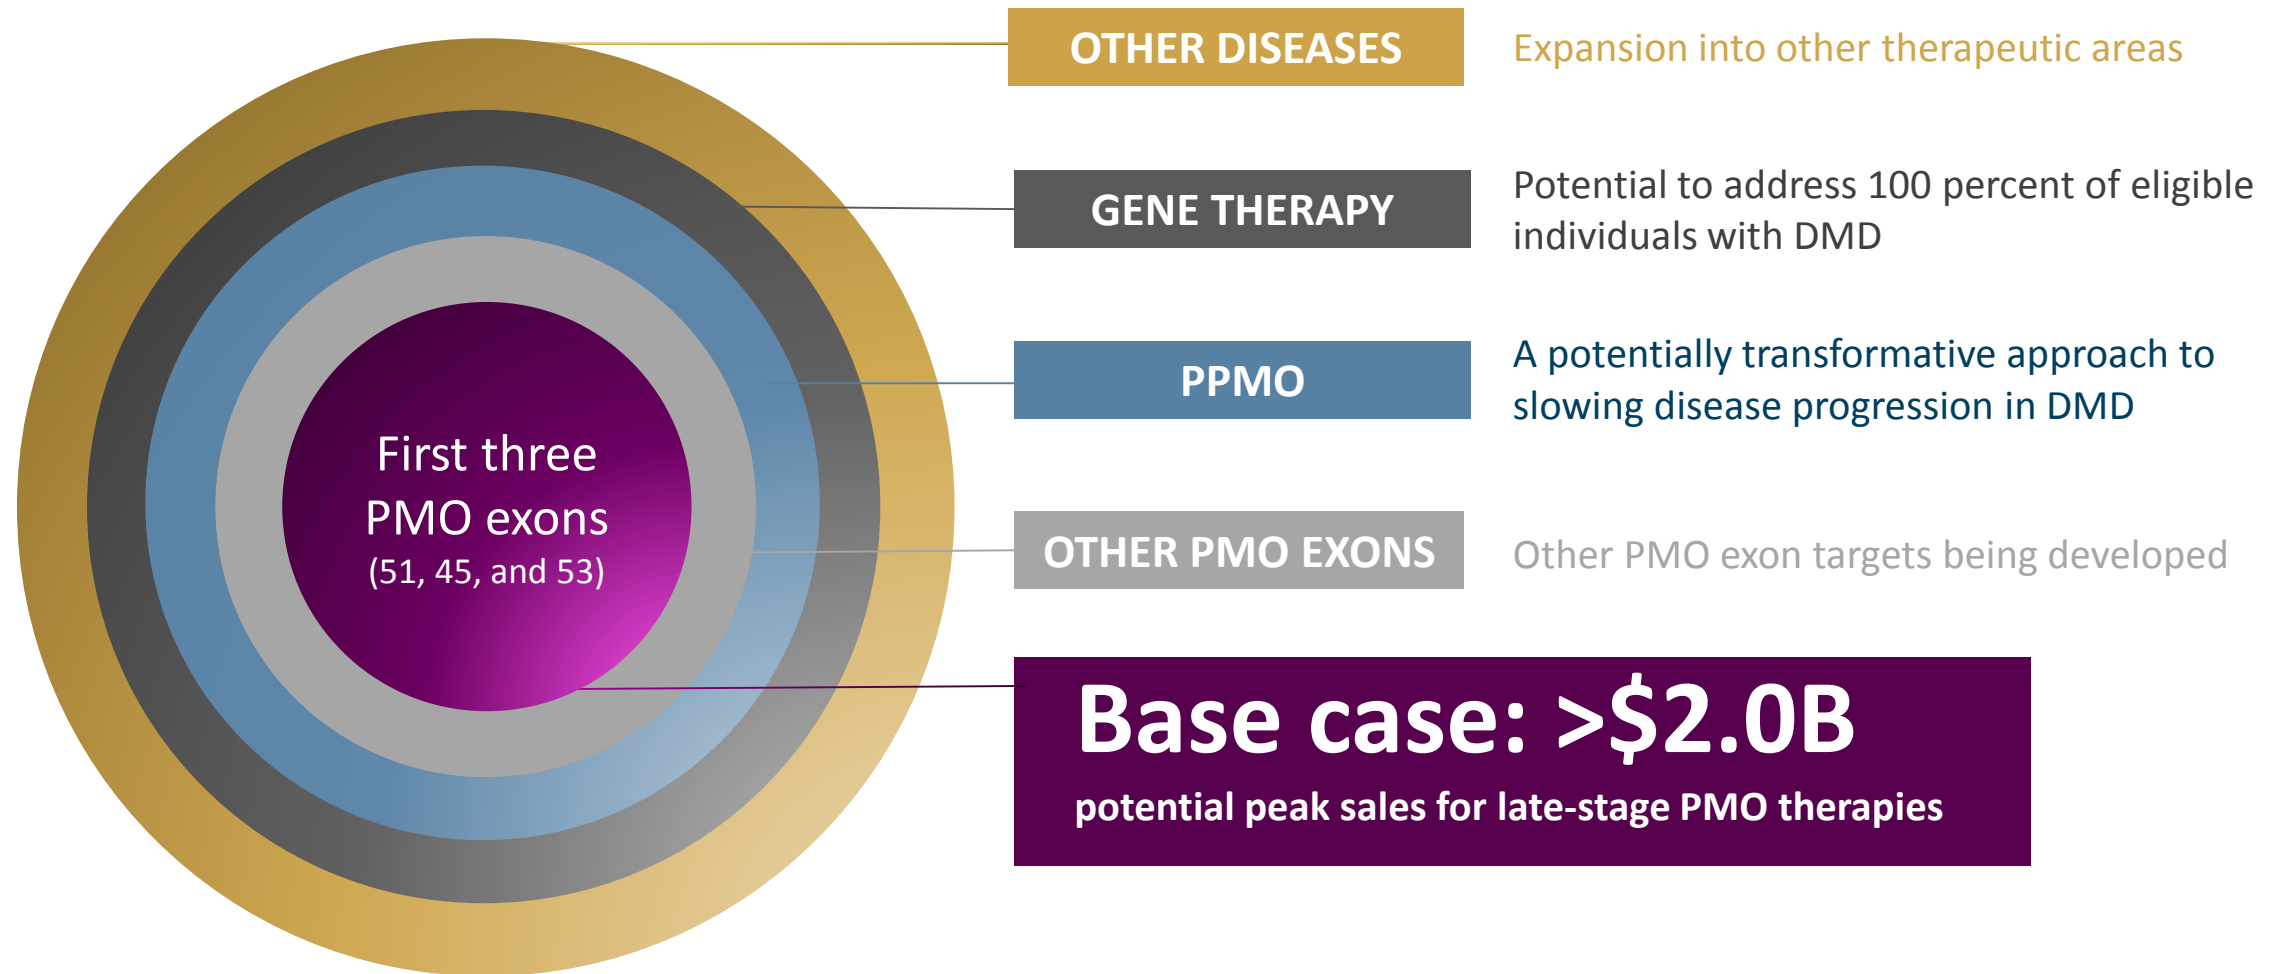 OTHER DISEASES
Expansion into other therapeutic areas
GENE THERAPY
Potential to address 100 percent of eligible
individuals with DMD
PPMO
A potentially transformative approach to
slowing disease progression in DMD
First three
PMO exons
(51, 45, and 53)
OTHER PMO EXONS
Other PMO exon targets being developed
Base case: >$2.0B
potential peak sales for late-stage PMO therapies